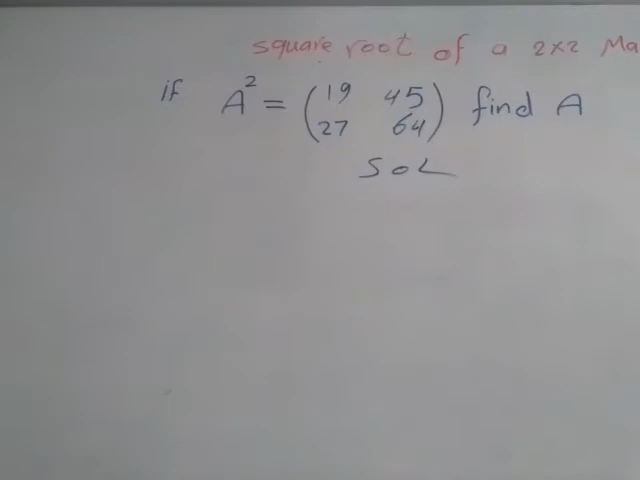 square root of a 2x2 Ma
if A² = (19 45) find A
(27 64)
SOL